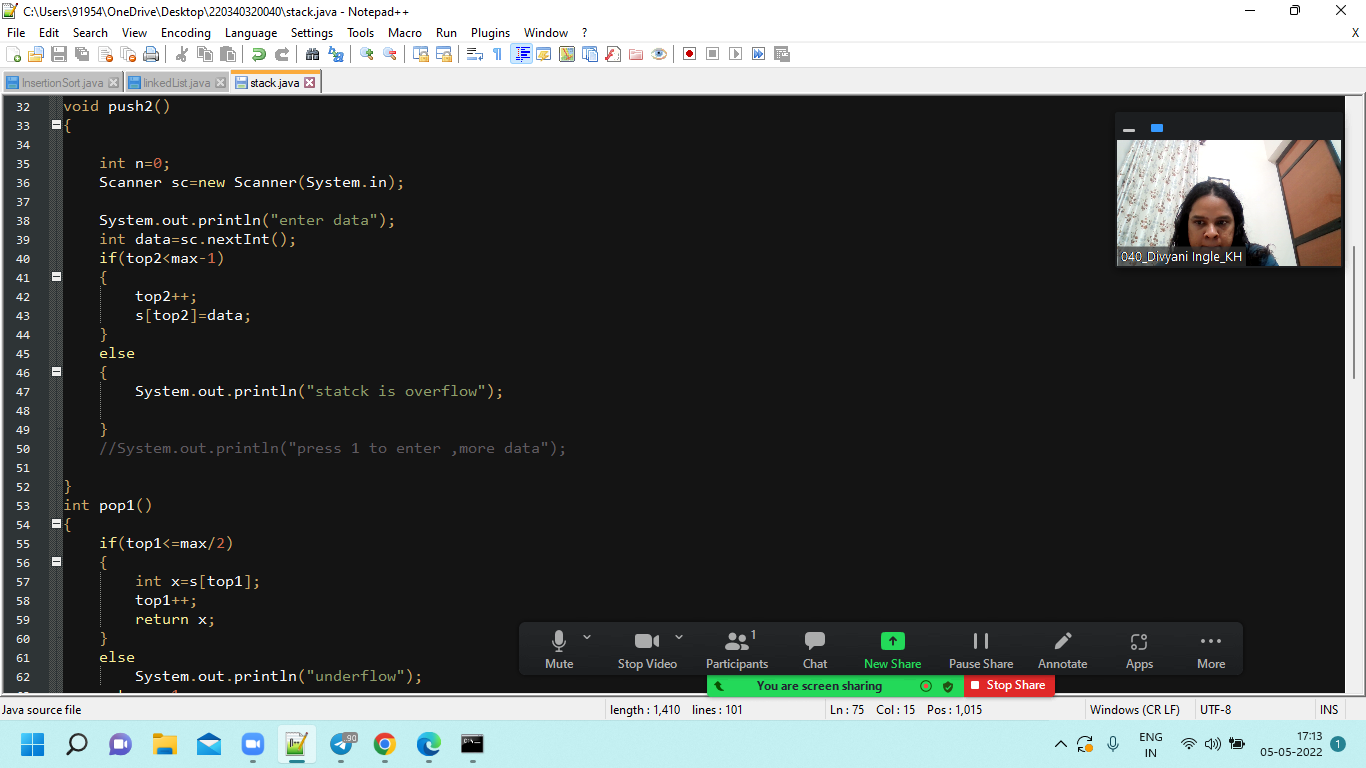 C:\Users\91954\OneDrive\Desktop\220340320040\stack.java - Notepad++
File Edit Search View Encoding Language Settings Tools Macro Run Plugins Window ? X
InsertionSort.java linkedList.java stack.java
32 void push2()
33 {
34
35 int n=0;
36 Scanner sc=new Scanner(System.in);
37
38 System.out.println("enter data");
39 int data=sc.nextInt();
40 if(top2<max-1)
41 {
42 top2++;
43 s[top2]=data;
44 }
45 else
46 {
47 System.out.println("statck is overflow");
48
49 }
50 //System.out.println("press 1 to enter ,more data");
51
52 }
53 int pop1()
54 {
55 if(top1<=max/2)
56 {
57 int x=s[top1];
58 top1++;
59 return x;
60 }
61 else
62 System.out.println("underflow");
040_Divyani Ingle_KH
1
Mute Stop Video Participants Chat New Share Pause Share Annotate Apps More
You are screen sharing Stop Share
Java source file length : 1,410 lines : 101 Ln : 75 Col : 15 Pos : 1,015 Windows (CR LF) UTF-8 INS
90
ENG
IN
17:13
05-05-2022
1